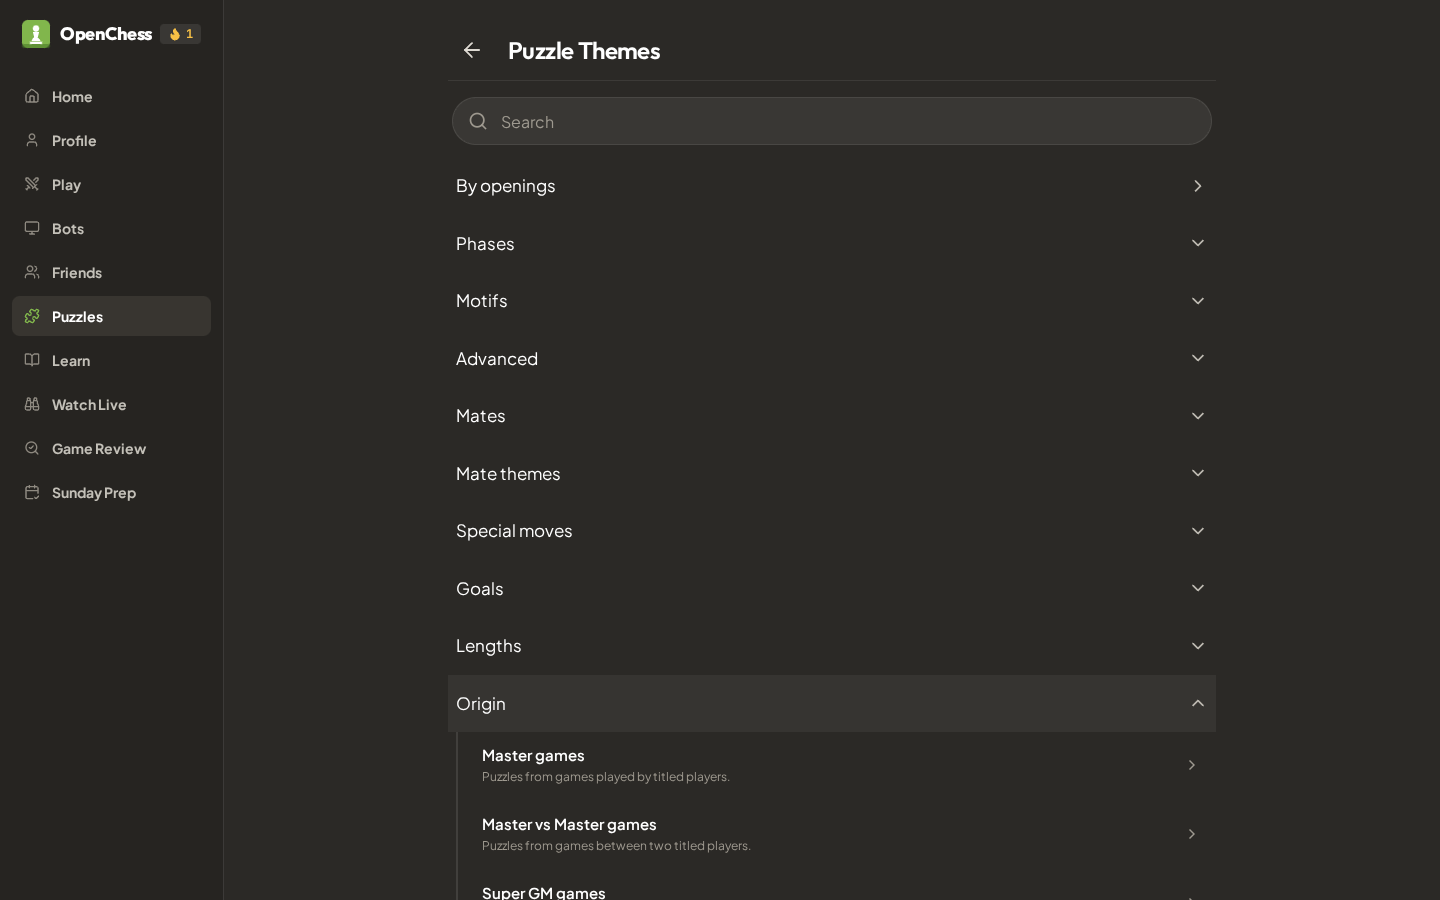 OpenChess
1
Home
Profile
Play
Bots
Friends
Puzzles
Learn
Watch Live
Game Review
Sunday Prep
Puzzle Themes
Search
By openings
Phases
Motifs
Advanced
Mates
Mate themes
Special moves
Goals
Lengths
Origin
Master games
Puzzles from games played by titled players.
Master vs Master games
Puzzles from games between two titled players.
Super GM games